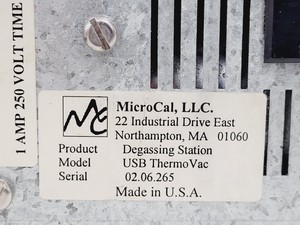 1 AMP 250 VOLT TIME
MC
MicroCal, LLC.
22 Industrial Drive East
Northampton, MA 01060
Product Degassing Station
Model USB ThermoVac
Serial 02.06.265
Made in U.S.A.